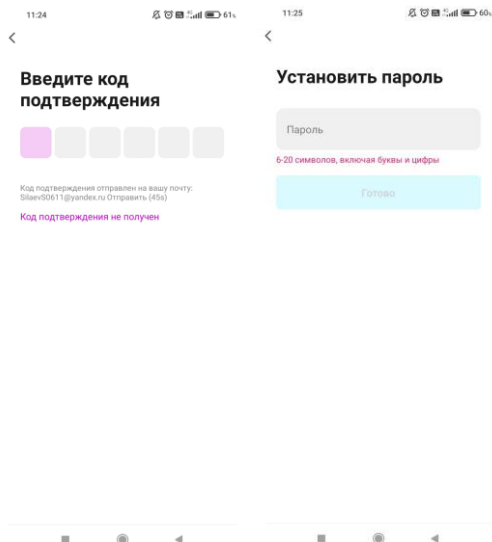 11:24
61%
Введите код
подтверждения
Код подтверждения отправлен на вашу почту:
SilaevS0611@yandex.ru Отправить (45s)
Код подтверждения не получен
11:25
60%
Установить пароль
Пароль
6-20 символов, включая буквы и цифры
Готово